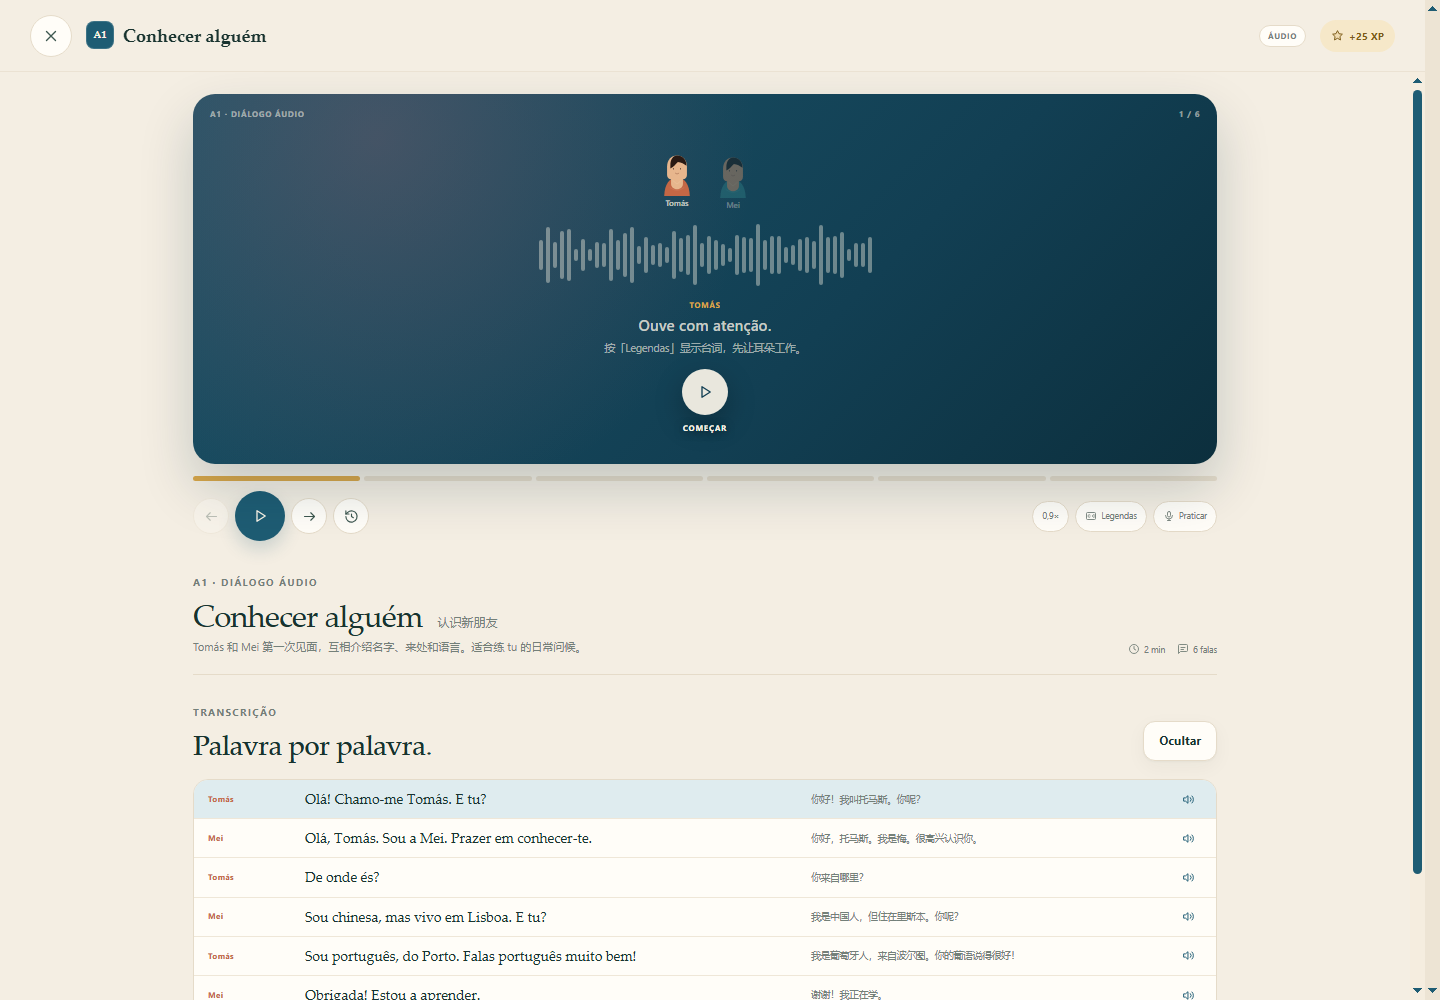 A1
Conhecer alguém
ÁUDIO
+25 XP
A1 · DIÁLOGO ÁUDIO
1 / 6
Tomás
Mei
TOMÁS
Ouve com atenção.
按「Legendas」显示台词，先让耳朵工作。
COMEÇAR
0,9×
Legendas
Praticar
A1 · DIÁLOGO ÁUDIO
Conhecer alguém 认识新朋友
Tomás 和 Mei 第一次见面，互相介绍名字、来处和语言。适合练 tu 的日常问候。
2 min
6 falas
TRANSCRIÇÃO
Palavra por palavra.
Ocultar
Tomás Olá! Chamo-me Tomás. E tu? 你好！我叫托马斯。你呢？
Mei Olá, Tomás. Sou a Mei. Prazer em conhecer-te. 你好，托马斯。我是梅。很高兴认识你。
Tomás De onde és? 你来自哪里？
Mei Sou chinesa, mas vivo em Lisboa. E tu? 我是中国人，但住在里斯本。你呢？
Tomás Sou português, do Porto. Falas português muito bem! 我是葡萄牙人，来自波尔图。你的葡语说得很好！
Mei Obrigada! Estou a aprender. 谢谢！我正在学。